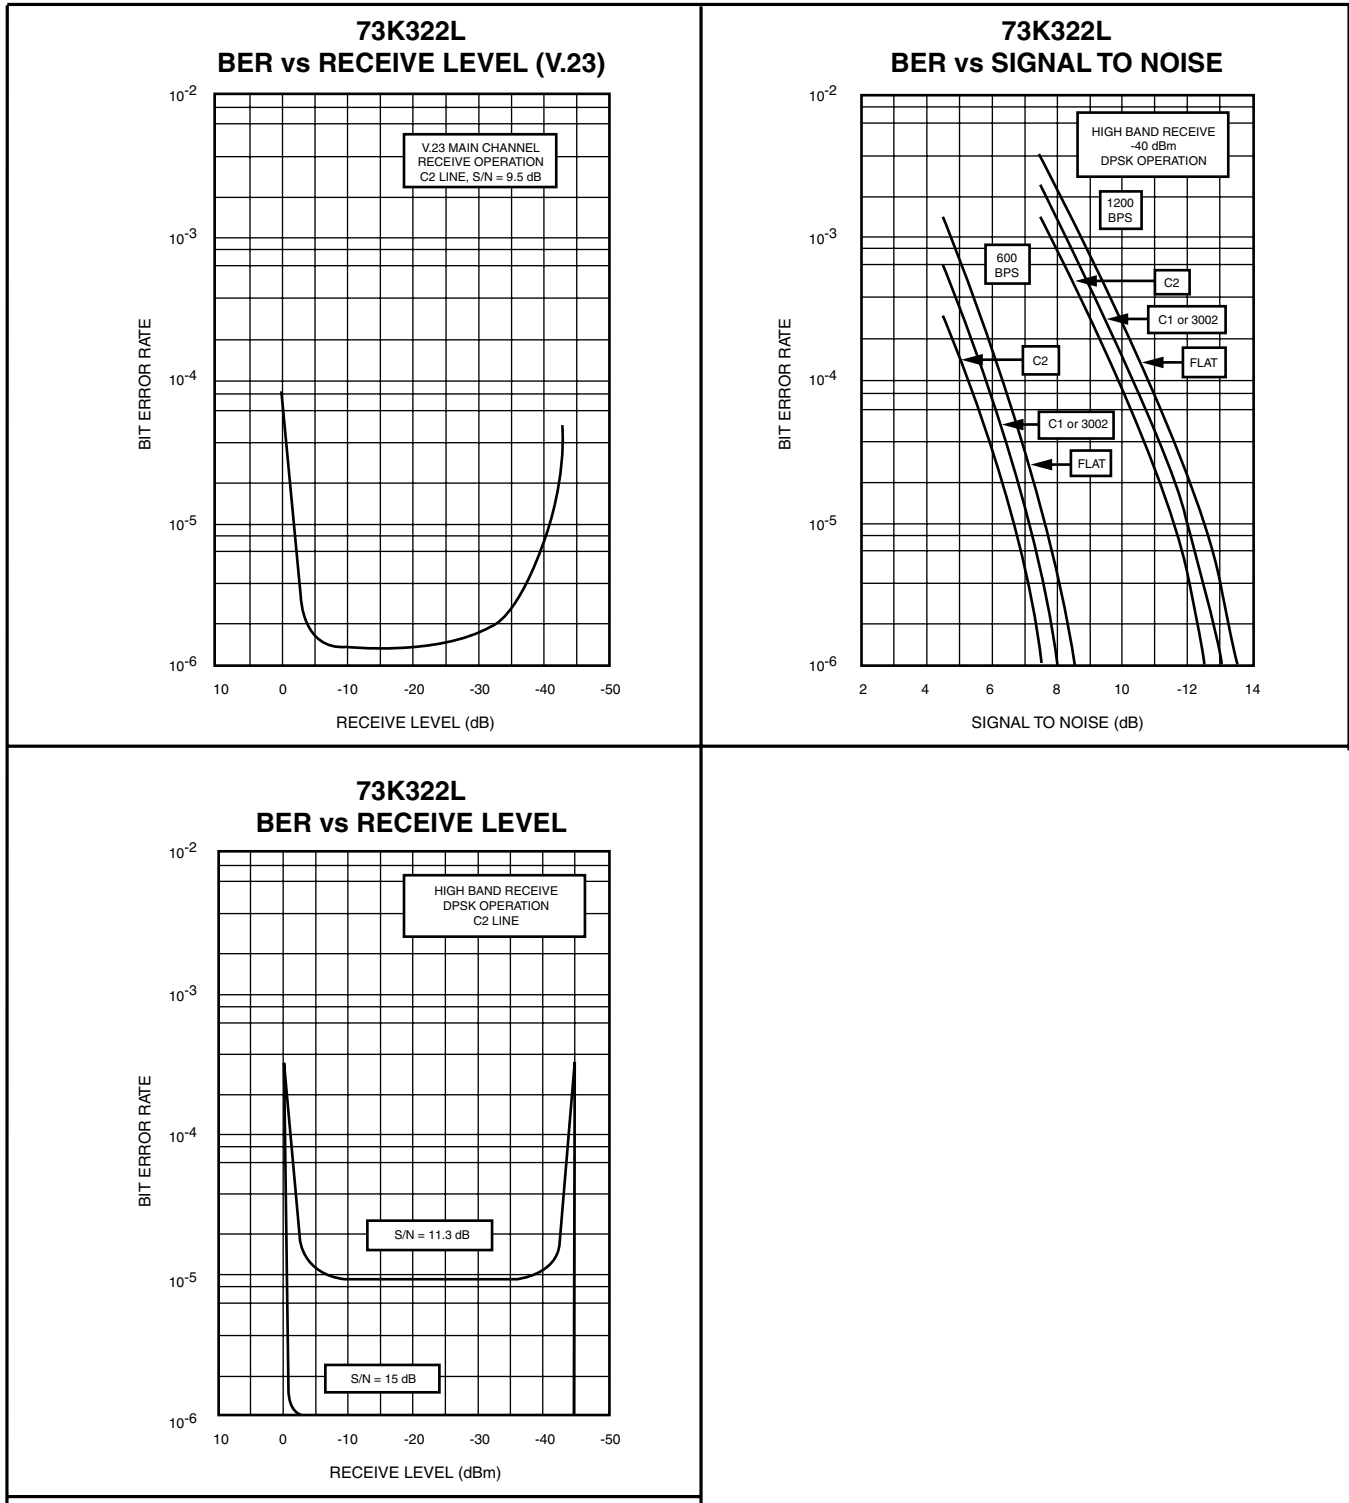 73K322L
BER vs RECEIVE LEVEL (V.23)
10-2
10-3
10-4
10-5
10-6
BIT ERROR RATE
V.23 MAIN CHANNEL
RECEIVE OPERATION
C2 LINE, S/N = 9.5 dB
10 0 -10 -20 -30 -40 -50
RECEIVE LEVEL (dB)
73K322L
BER vs SIGNAL TO NOISE
10-2
10-3
10-4
10-5
10-6
BIT ERROR RATE
HIGH BAND RECEIVE
-40 dBm
DPSK OPERATION
1200
BPS
600
BPS
C2
C1 or 3002
FLAT
C2
C1 or 3002
FLAT
2 4 6 8 10 -12 14
SIGNAL TO NOISE (dB)
73K322L
BER vs RECEIVE LEVEL
10-2
10-3
10-4
10-5
10-6
BIT ERROR RATE
HIGH BAND RECEIVE
DPSK OPERATION
C2 LINE
S/N = 11.3 dB
S/N = 15 dB
10 0 -10 -20 -30 -40 -50
RECEIVE LEVEL (dBm)